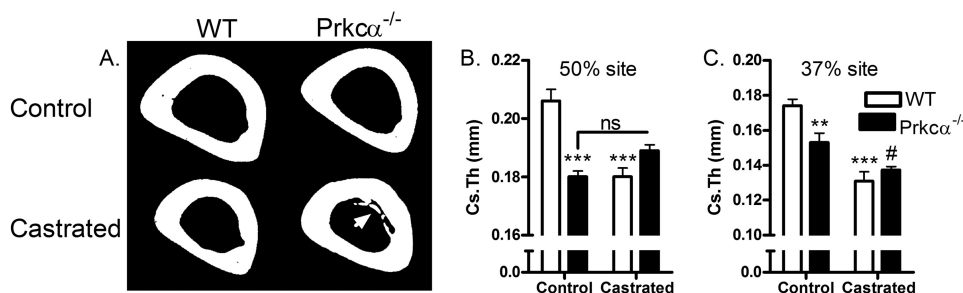 WT Prkcα-/-
A.
Control
Castrated
B.
50% site
Cs.Th (mm)
0.22
0.20
0.18
0.16
0.0
***
***
ns
Control Castrated
C.
37% site
Cs.Th (mm)
0.20
0.18
0.16
0.14
0.12
0.10
0.0
**
***
#
WT
Prkcα-/-
Control Castrated